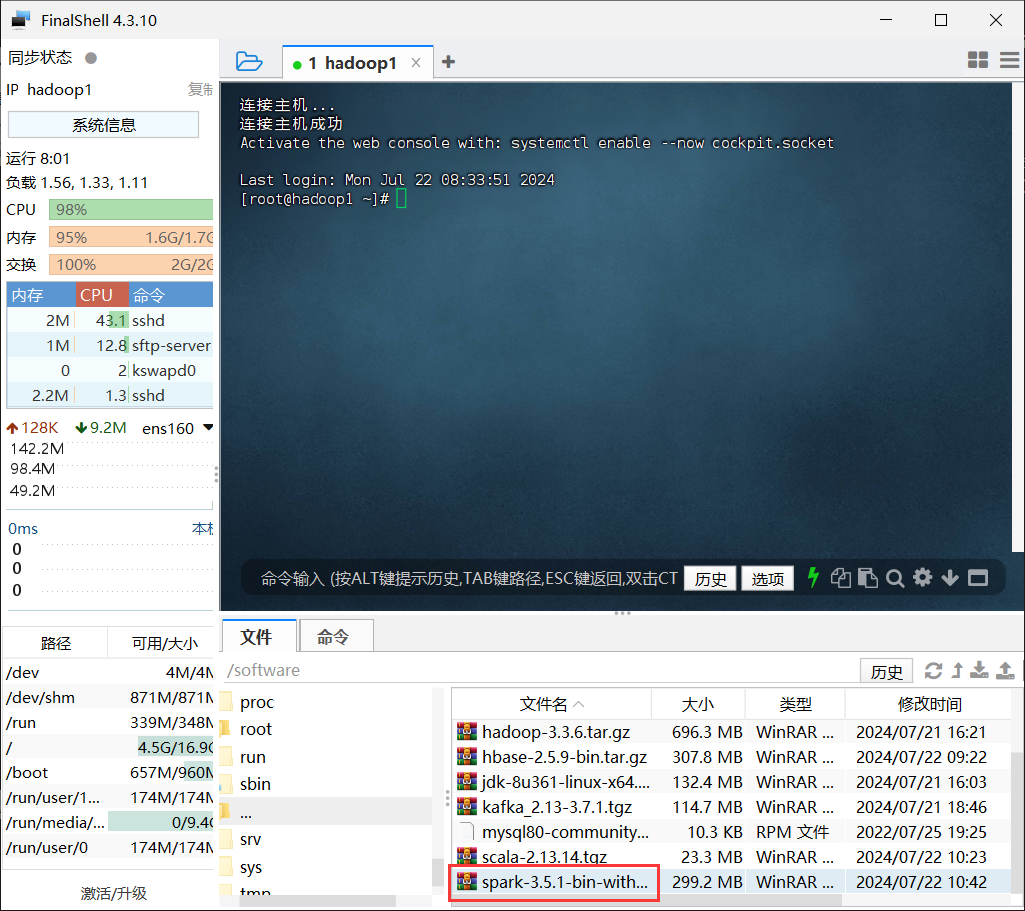 FinalShell 4.3.10
同步状态
IP hadoop1 复制
系统信息
运行 8:01
负载 1.56, 1.33, 1.11
CPU 98%
内存 95% 1.6G/1.7G
交换 100% 2G/2G
内存 CPU 命令
2M 43.1 sshd
1M 12.8 sftp-server
0 2 kswapd0
2.2M 1.3 sshd
128K 9.2M ens160
142.2M
98.4M
49.2M
0ms 本机
0
0
0
路径 可用/大小
/dev 4M/4M
/dev/shm 871M/871M
/run 339M/348M
/ 4.5G/16.9G
/boot 657M/960M
/run/user/1... 174M/174M
/run/media/... 0/9.4G
/run/user/0 174M/174M
激活/升级
1 hadoop1
连接主机...
连接主机成功
Activate the web console with: systemctl enable --now cockpit.socket
Last login: Mon Jul 22 08:33:51 2024
[root@hadoop1 ~]#
命令输入 (按ALT键提示历史,TAB键路径,ESC键返回,双击CT 历史 选项
文件 命令
/software 历史
proc
root
run
sbin
...
srv
sys
tmp
文件名 大小 类型 修改时间
hadoop-3.3.6.tar.gz 696.3 MB WinRAR ... 2024/07/21 16:21
hbase-2.5.9-bin.tar.gz 307.8 MB WinRAR ... 2024/07/22 09:22
jdk-8u361-linux-x64.... 132.4 MB WinRAR ... 2024/07/21 16:03
kafka_2.13-3.7.1.tgz 114.7 MB WinRAR ... 2024/07/21 18:46
mysql80-community... 10.3 KB RPM 文件 2022/07/25 19:25
scala-2.13.14.tgz 23.3 MB WinRAR ... 2024/07/22 10:23
spark-3.5.1-bin-with... 299.2 MB WinRAR ... 2024/07/22 10:42